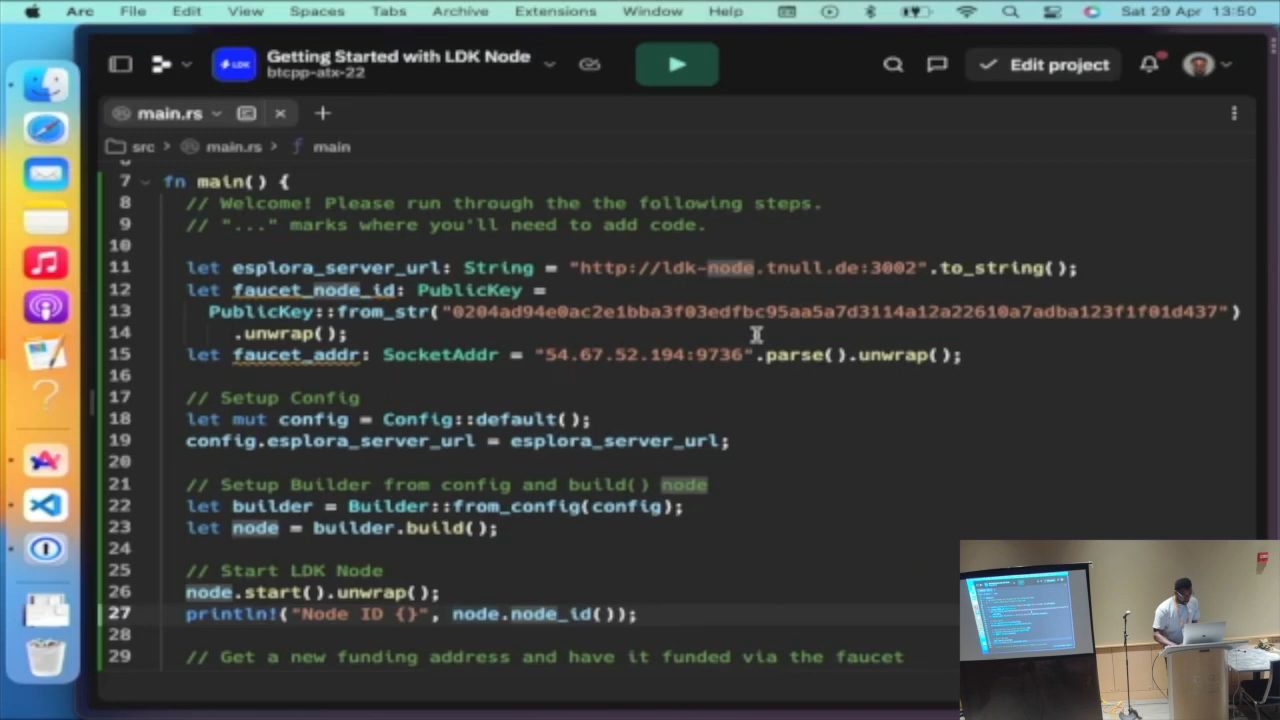 Arc File Edit View Spaces Tabs Archive Extensions Window Help Sat 29 Apr 13:50
LDK
Getting Started with LDK Node
btcpp-atx-22
Edit project
main.rs
src > main.rs > f main
7 fn main() {
8 // Welcome! Please run through the the following steps.
9 // "..." marks where you'll need to add code.
10
11 let esplora_server_url: String = "http://ldk-node.tnull.de:3002".to_string();
12 let faucet_node_id: PublicKey =
13 PublicKey::from_str("0204ad94e0ac2e1bba3f03edfbc95aa5a7d3114a12a22610a7adba123f1f01d437")
14 .unwrap();
15 let faucet_addr: SocketAddr = "54.67.52.194:9736".parse().unwrap();
16
17 // Setup Config
18 let mut config = Config::default();
19 config.esplora_server_url = esplora_server_url;
20
21 // Setup Builder from config and build() node
22 let builder = Builder::from_config(config);
23 let node = builder.build();
24
25 // Start LDK Node
26 node.start().unwrap();
27 println!("Node ID {}", node.node_id());
28
29 // Get a new funding address and have it funded via the faucet